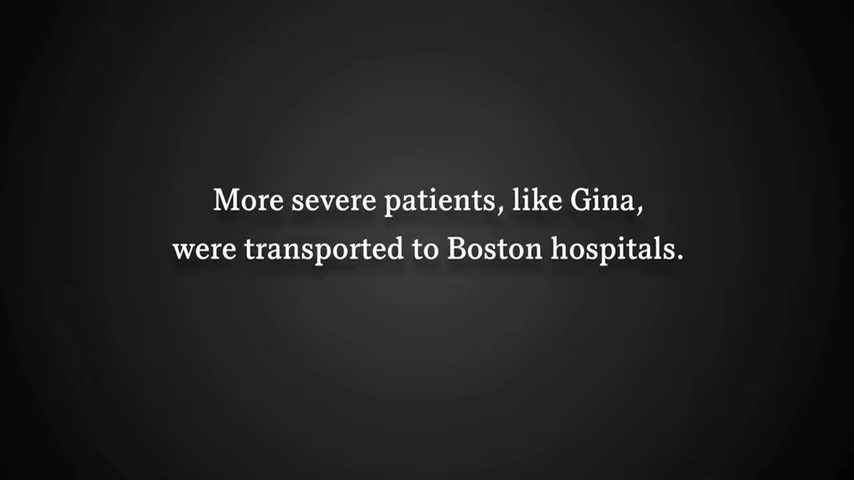 More severe patients, like Gina,
were transported to Boston hospitals.